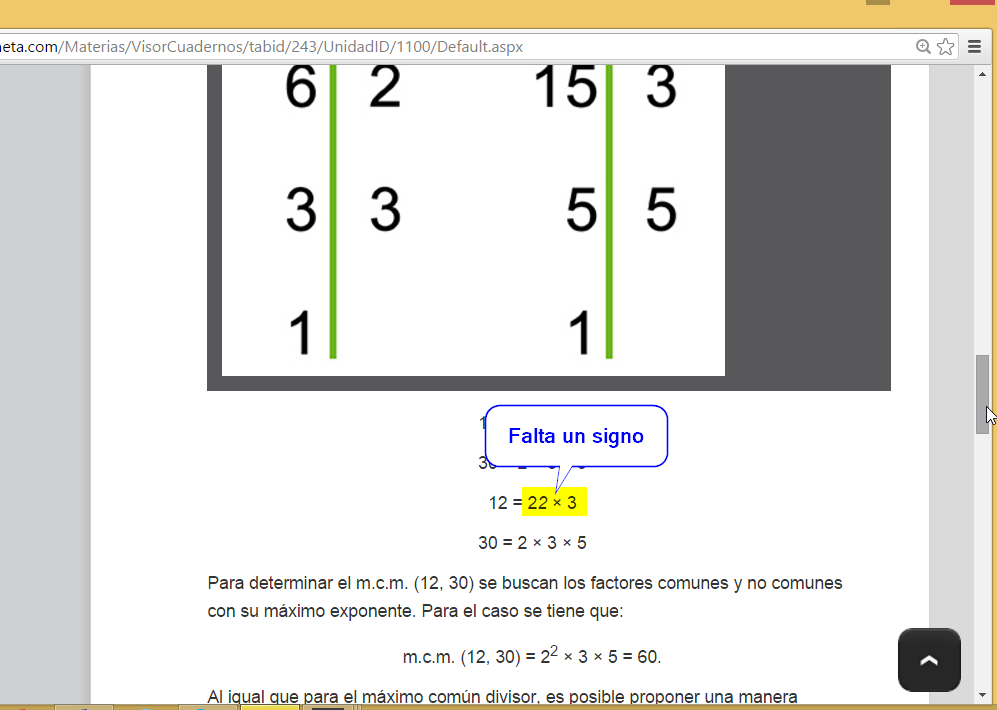 neta.com/Materias/VisorCuadernos/tabid/243/UnidadID/1100/Default.aspx
6 2 15 3
3 3 5 5
1 1
Falta un signo
12 = 22 × 3
30 = 2 × 3 × 5
Para determinar el m.c.m. (12, 30) se buscan los factores comunes y no comunes
con su máximo exponente. Para el caso se tiene que:
m.c.m. (12, 30) = 2² × 3 × 5 = 60.
Al igual que para el máximo común divisor, es posible proponer una manera